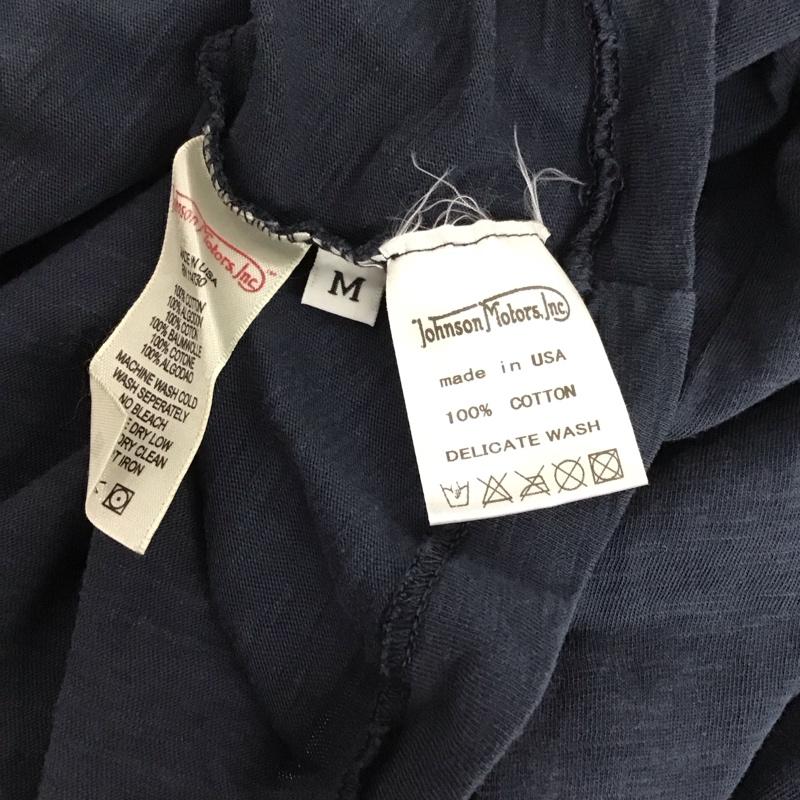 Motors, Inc
MADE IN USA
100% COTTON
100% ALGODON
100% COTON
100% BAUMWOLLE
100% COTONE
100% ALGODAO
MACHINE WASH COLD
WASH SEPERATELY
NO BLEACH
DRY LOW
DRY CLEAN
IRON
M
Johnson Motors, Inc.
made in USA
100% COTTON
DELICATE WASH